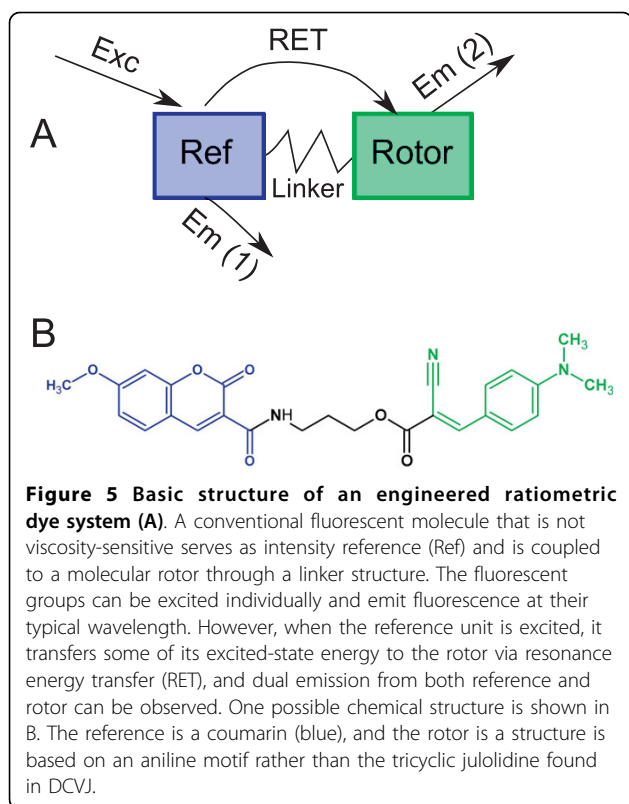 RET
Exc
Em (2)
A
Ref
Rotor
Linker
Em (1)
B
N
CH₃
O
O
O
N
CH₃
H₃C
NH
O
O
O
Figure 5 Basic structure of an engineered ratiometric
dye system (A). A conventional fluorescent molecule that is not
viscosity-sensitive serves as intensity reference (Ref) and is coupled
to a molecular rotor through a linker structure. The fluorescent
groups can be excited individually and emit fluorescence at their
typical wavelength. However, when the reference unit is excited, it
transfers some of its excited-state energy to the rotor via resonance
energy transfer (RET), and dual emission from both reference and
rotor can be observed. One possible chemical structure is shown in
B. The reference is a coumarin (blue), and the rotor is a structure is
based on an aniline motif rather than the tricyclic julolidine found
in DCVJ.